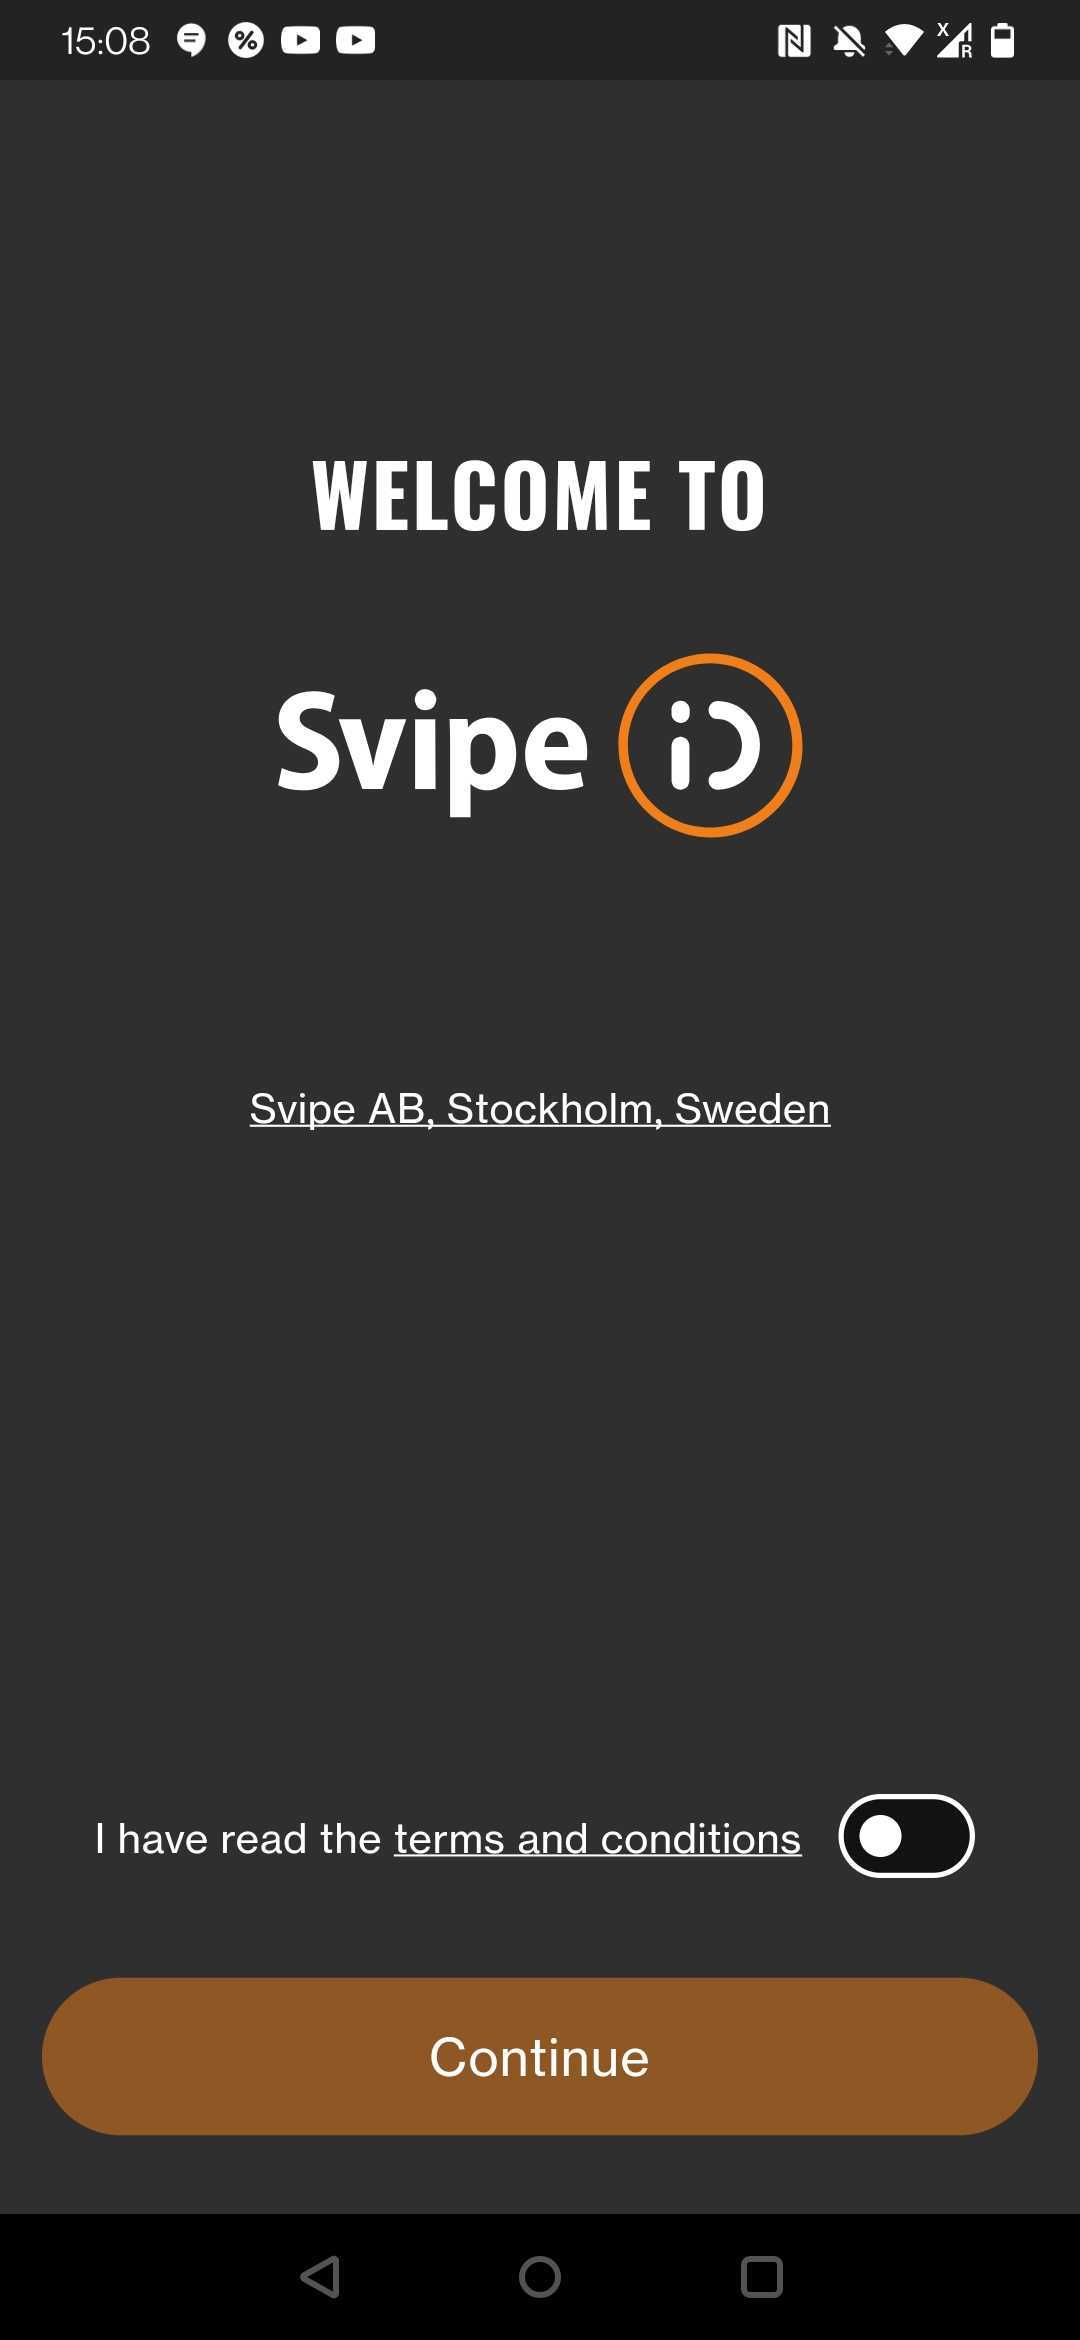 15:08
WELCOME TO
Svipe iD
Svipe AB, Stockholm, Sweden
I have read the terms and conditions
Continue